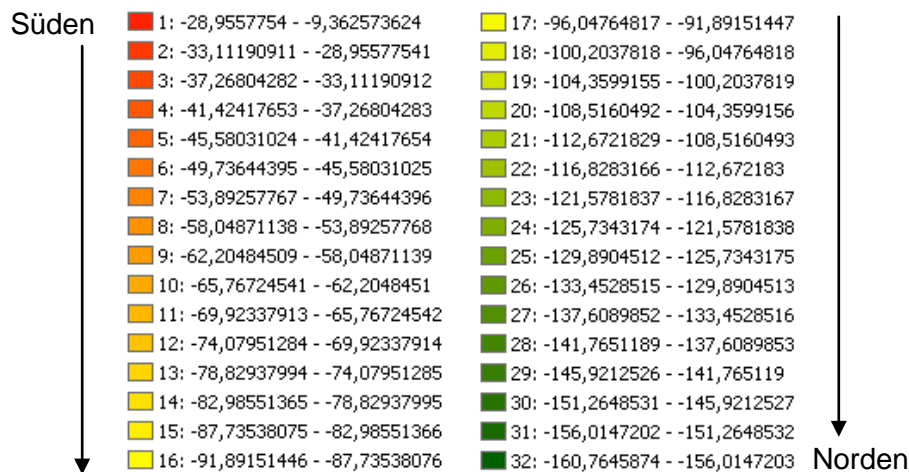 Süden
1: -28,9557754 - -9,362573624
2: -33,11190911 - -28,95577541
3: -37,26804282 - -33,11190912
4: -41,42417653 - -37,26804283
5: -45,58031024 - -41,42417654
6: -49,73644395 - -45,58031025
7: -53,89257767 - -49,73644396
8: -58,04871138 - -53,89257768
9: -62,20484509 - -58,04871139
10: -65,76724541 - -62,2048451
11: -69,92337913 - -65,76724542
12: -74,07951284 - -69,92337914
13: -78,82937994 - -74,07951285
14: -82,98551365 - -78,82937995
15: -87,73538075 - -82,98551366
16: -91,89151446 - -87,73538076
17: -96,04764817 - -91,89151447
18: -100,2037818 - -96,04764818
19: -104,3599155 - -100,2037819
20: -108,5160492 - -104,3599156
21: -112,6721829 - -108,5160493
22: -116,8283166 - -112,672183
23: -121,5781837 - -116,8283167
24: -125,7343174 - -121,5781838
25: -129,8904512 - -125,7343175
26: -133,4528515 - -129,8904513
27: -137,6089852 - -133,4528516
28: -141,7651189 - -137,6089853
29: -145,9212526 - -141,765119
30: -151,2648531 - -145,9212527
31: -156,0147202 - -151,2648532
32: -160,7645874 - -156,0147203
Norden